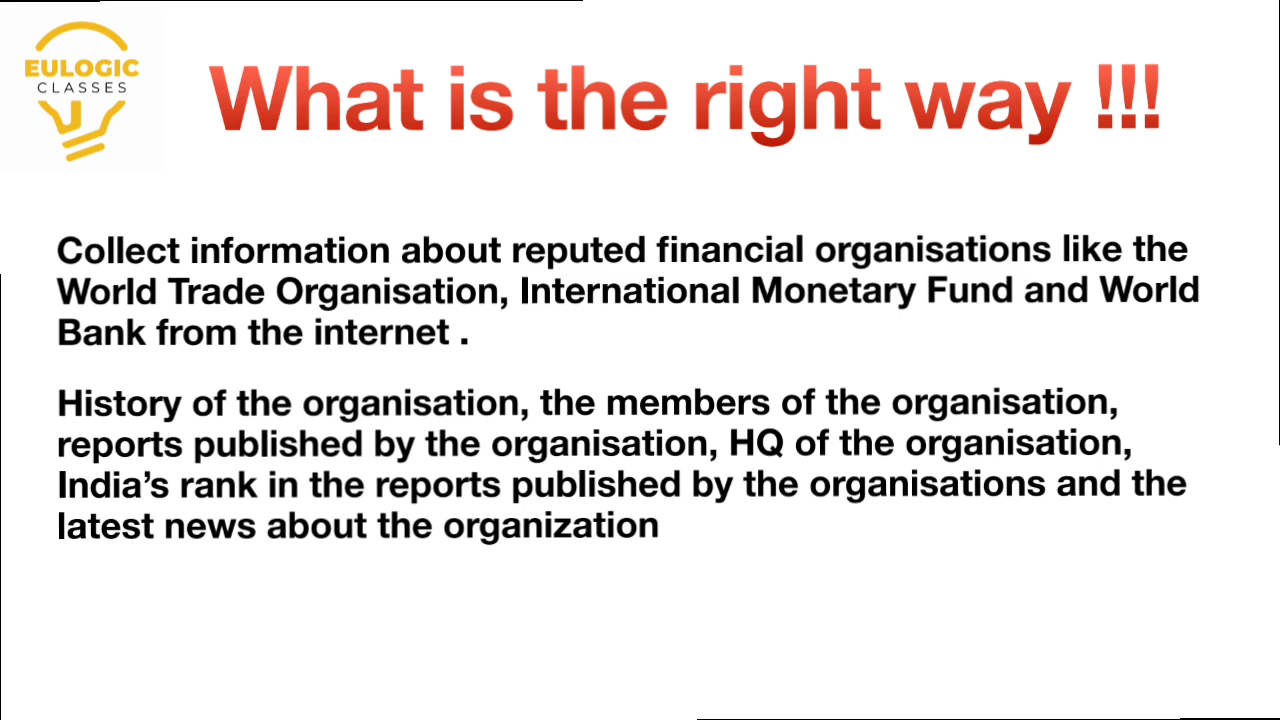 EULOGIC
CLASSES
What is the right way !!!
Collect information about reputed financial organisations like the
World Trade Organisation, International Monetary Fund and World
Bank from the internet .
History of the organisation, the members of the organisation,
reports published by the organisation, HQ of the organisation,
India’s rank in the reports published by the organisations and the
latest news about the organization